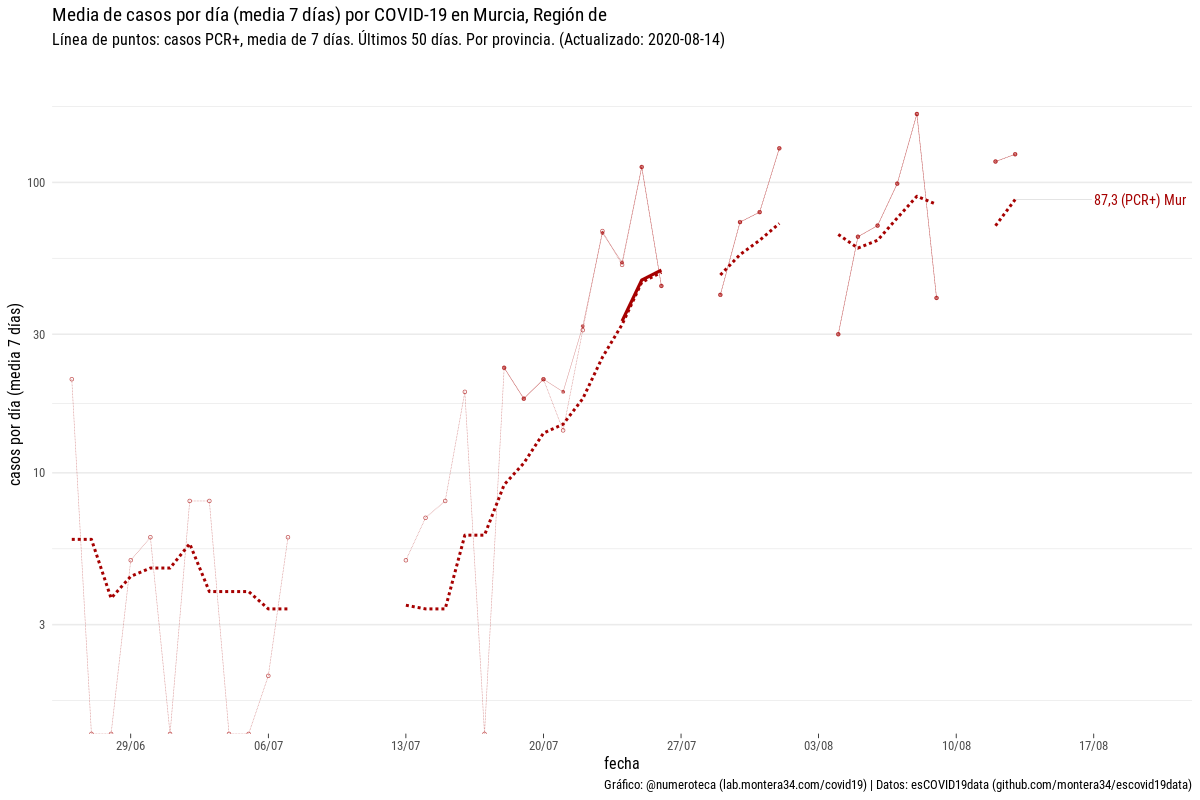 Media de casos por día (media 7 días) por COVID-19 en Murcia, Región de
Línea de puntos: casos PCR+, media de 7 días. Últimos 50 días. Por provincia. (Actualizado: 2020-08-14)
casos por día (media 7 días)
100
30
10
3
87,3 (PCR+) Mur
29/06
06/07
13/07
20/07
27/07
03/08
10/08
17/08
fecha
Gráfico: @numeroteca (lab.montera34.com/covid19) | Datos: esCOVID19data (github.com/montera34/escovid19data)